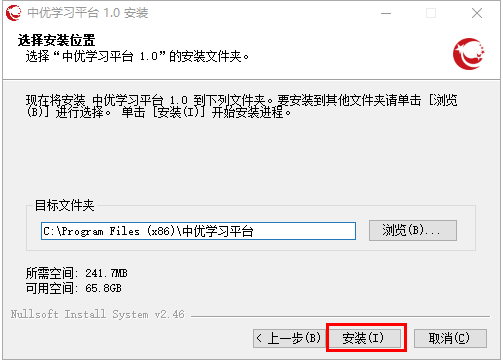 中优学习平台 1.0 安装
选择安装位置
选择“中优学习平台 1.0”的安装文件夹。
现在将安装 中优学习平台 1.0 到下列文件夹。要安装到其他文件夹请单击 [浏览
(B)] 进行选择。 单击 [安装(I)] 开始安装进程。
目标文件夹
C:\Program Files (x86)\中优学习平台
浏览(B)...
所需空间: 241.7MB
可用空间: 65.8GB
Nullsoft Install System v2.46
< 上一步(B)
安装(I)
取消(C)